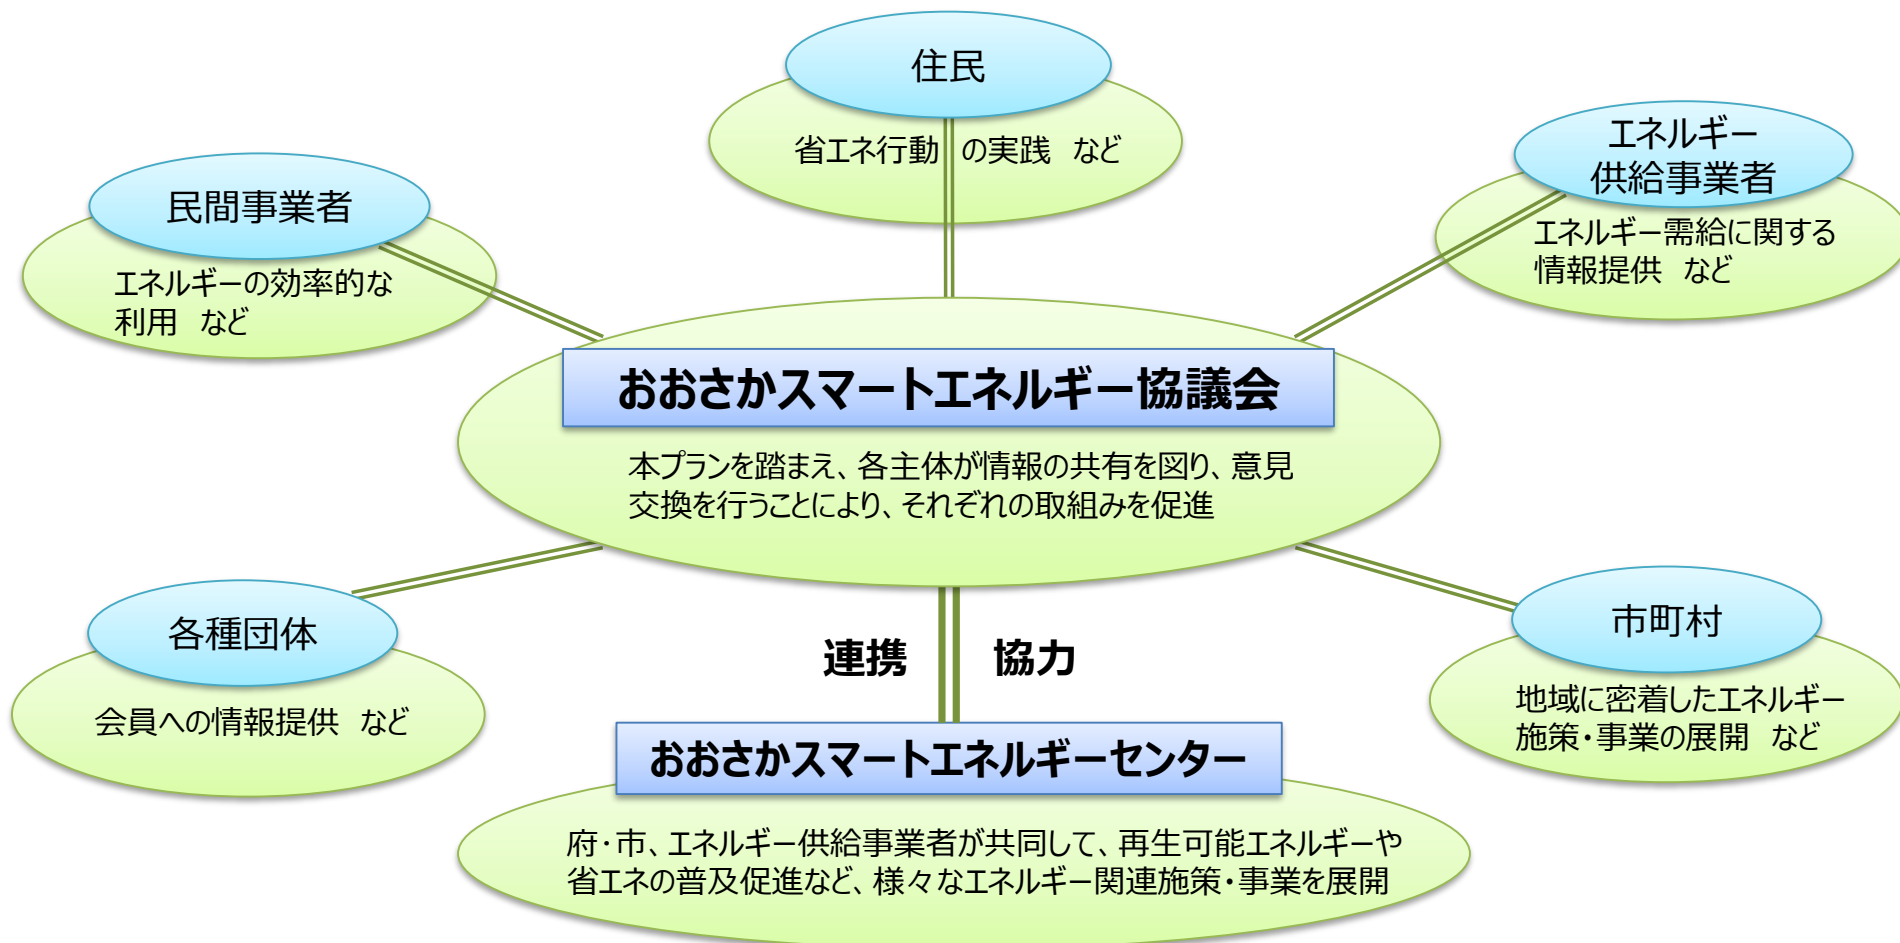 住民
省エネ行動　の実践　など
エネルギー
供給事業者
エネルギー需給に関する
情報提供　など
民間事業者
エネルギーの効率的な
利用　など
おおさかスマートエネルギー協議会
本プランを踏まえ、各主体が情報の共有を図り、意見
交換を行うことにより、それぞれの取組みを促進
各種団体
会員への情報提供　など
連携　協力
市町村
地域に密着したエネルギー
施策・事業の展開　など
おおさかスマートエネルギーセンター
府・市、エネルギー供給事業者が共同して、再生可能エネルギーや
省エネの普及促進など、様々なエネルギー関連施策・事業を展開